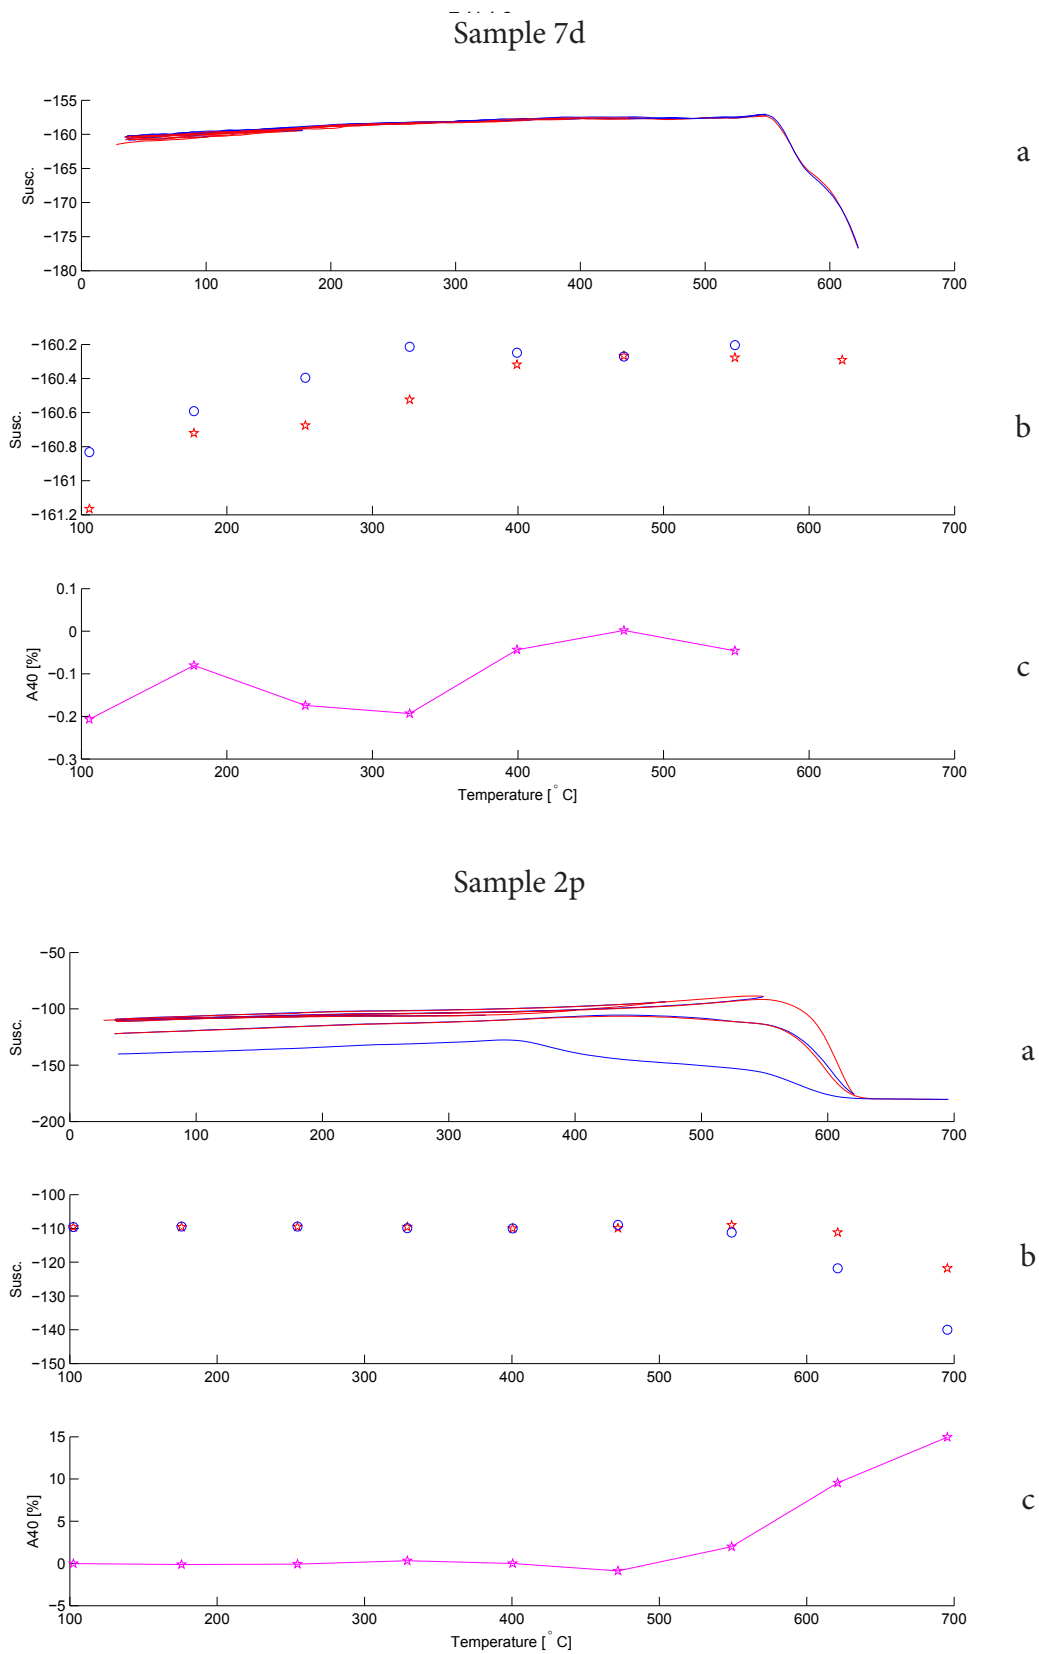 Sample 7d
−155
−160
−165
−170
−175
−180
Susc.
0 100 200 300 400 500 600 700
a
−160.2
−160.4
−160.6
−160.8
−161
−161.2
Susc.
100 200 300 400 500 600 700
b
0.1
0
−0.1
−0.2
−0.3
A40 [%]
100 200 300 400 500 600 700
Temperature [ ° C]
c
Sample 2p
−50
−100
−150
−200
Susc.
0 100 200 300 400 500 600 700
a
−100
−110
−120
−130
−140
−150
Susc.
100 200 300 400 500 600 700
b
15
10
5
0
−5
A40 [%]
100 200 300 400 500 600 700
Temperature [ ° C]
c